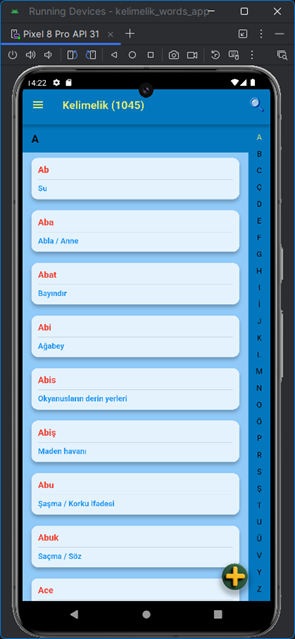 Running Devices - kelimelik_words_app
Pixel 8 Pro API 31
14:22
Kelimelik (1045)
A
Ab
Su
Aba
Abla / Anne
Abat
Bayındır
Abi
Ağabey
Abis
Okyanusların derin yerleri
Abiş
Maden havanı
Abu
Şaşma / Korku ifadesi
Abuk
Saçma / Söz
Ace
A
B
C
Ç
D
E
F
G
H
I
İ
J
K
L
M
N
O
Ö
P
R
S
Ş
T
U
Ü
V
Y
Z